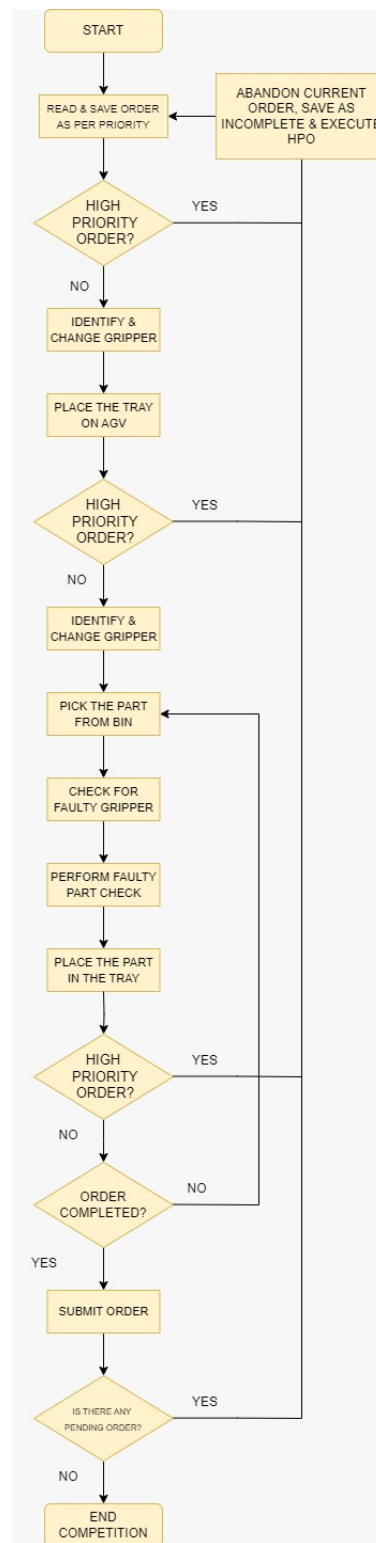 START
READ & SAVE ORDER
AS PER PRIORITY
ABANDON CURRENT
ORDER, SAVE AS
INCOMPLETE & EXECUTE
HPO
HIGH
PRIORITY
ORDER?
YES
NO
IDENTIFY &
CHANGE GRIPPER
PLACE THE TRAY
ON AGV
HIGH
PRIORITY
ORDER?
YES
NO
IDENTIFY &
CHANGE GRIPPER
PICK THE PART
FROM BIN
CHECK FOR
FAULTY GRIPPER
PERFORM FAULTY
PART CHECK
PLACE THE PART
IN THE TRAY
HIGH
PRIORITY
ORDER?
YES
NO
ORDER
COMPLETED?
NO
YES
SUBMIT ORDER
IS THERE ANY
PENDING ORDER?
YES
NO
END
COMPETITION